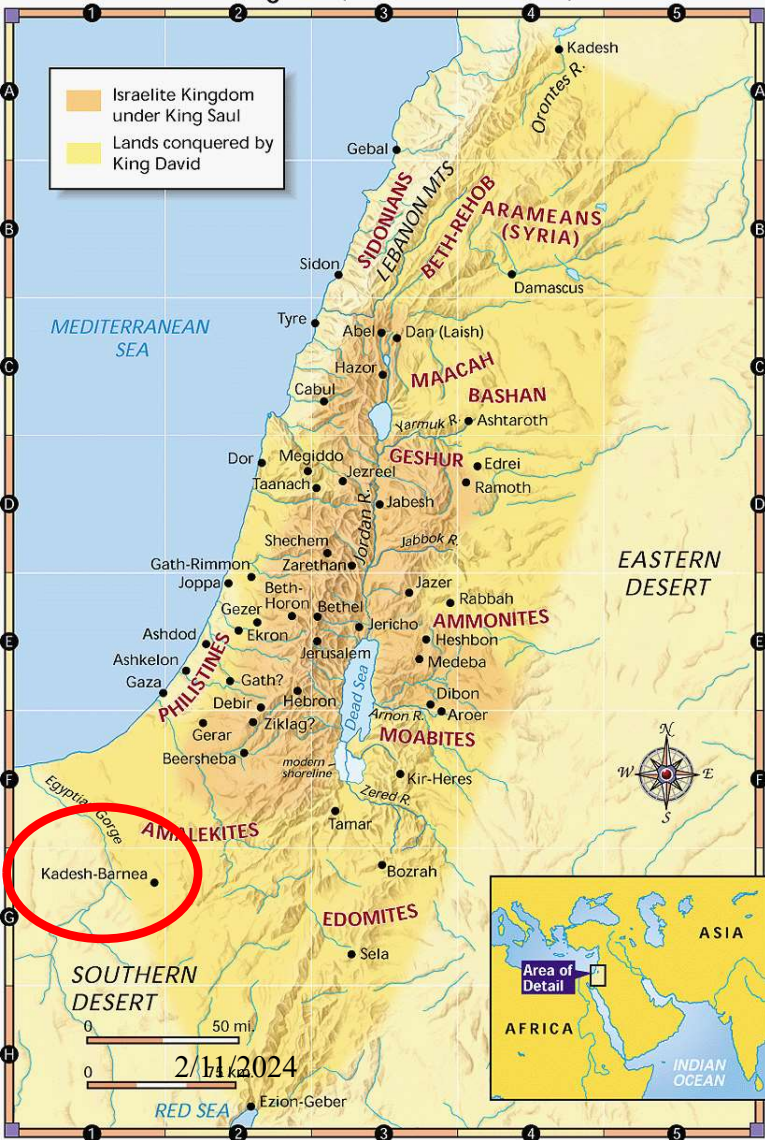 1
2
3
4
5
A
A
Israelite Kingdom
under King Saul
Lands conquered by
King David
Kadesh
Orontes R.
Gebal
SIDONIANS
LEBANON MTS
BETH-REHOB
ARAMEANS
(SYRIA)
B
B
Sidon
Damascus
Tyre
MEDITERRANEAN
SEA
Abel
Dan (Laish)
C
C
Hazor
MAACAH
Cabul
BASHAN
Yarmuk R.
Ashtaroth
Dor
Megiddo
GESHUR
Edrei
Jezreel
Taanach
Ramoth
D
D
Jabesh
Jordan R.
Shechem
Jabbok R.
Zarethan
EASTERN
DESERT
Gath-Rimmon
Joppa
Jazer
Beth-
Horon
Rabbah
Gezer
Bethel
AMMONITES
Jericho
Ashdod
Ekron
Heshbon
E
E
Jerusalem
Medeba
Ashkelon
PHILISTINES
Gaza
Gath?
Dead Sea
Dibon
Debir
Hebron
Arnon R.
Aroer
Gerar
Ziklag?
MOABITES
N
W
E
S
Beersheba
modern
shoreline
Kir-Heres
F
F
Egyptian Gorge
Zered R.
AMALEKITES
Tamar
Kadesh-Barnea
Bozrah
G
G
EDOMITES
Sela
SOUTHERN
DESERT
0
50 mi.
0
75 km.
2/11/2024
H
RED SEA
Ezion-Geber
ASIA
Area of
Detail
AFRICA
INDIAN
OCEAN
1
2
3
4
5